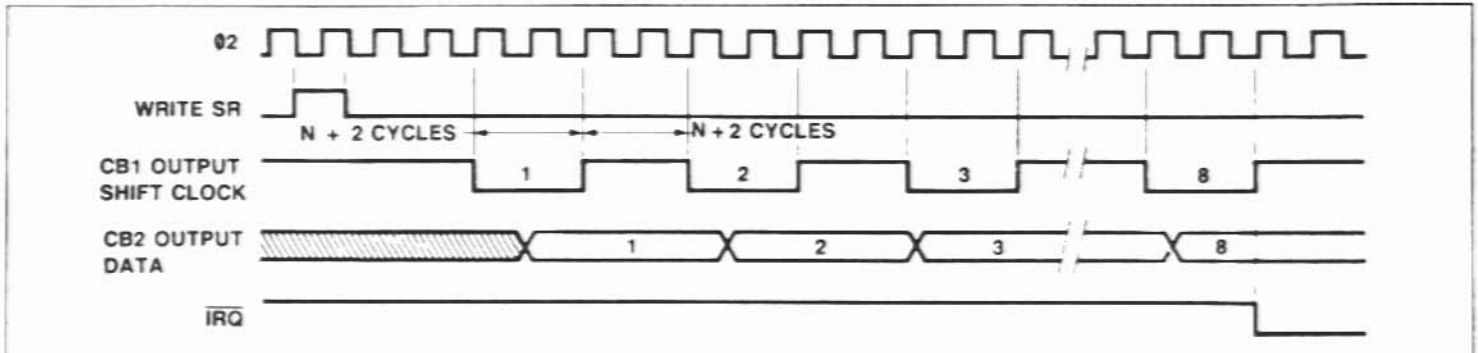 Ø2
WRITE SR
N + 2 CYCLES N + 2 CYCLES
CB1 OUTPUT
SHIFT CLOCK
1 2 3 8
CB2 OUTPUT
DATA
1 2 3 8
IRQ